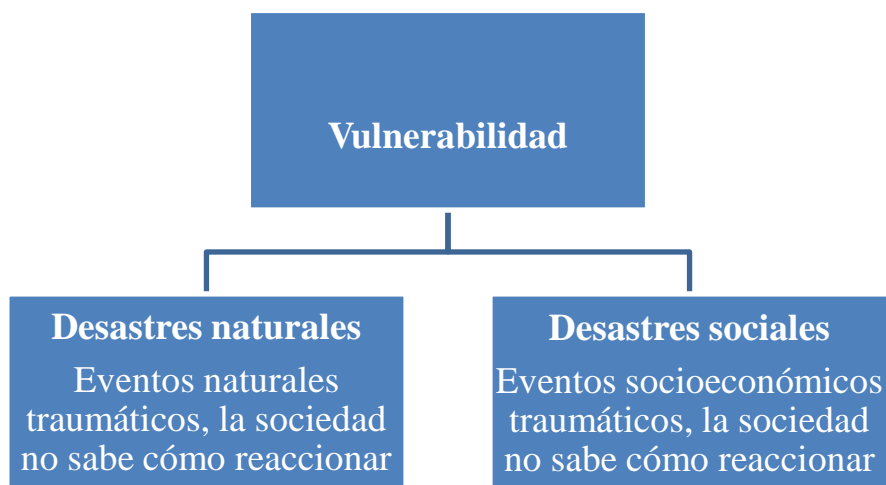 Vulnerabilidad
Desastres naturales
Eventos naturales
traumáticos, la sociedad
no sabe cómo reaccionar
Desastres sociales
Eventos socioeconómicos
traumáticos, la sociedad
no sabe cómo reaccionar